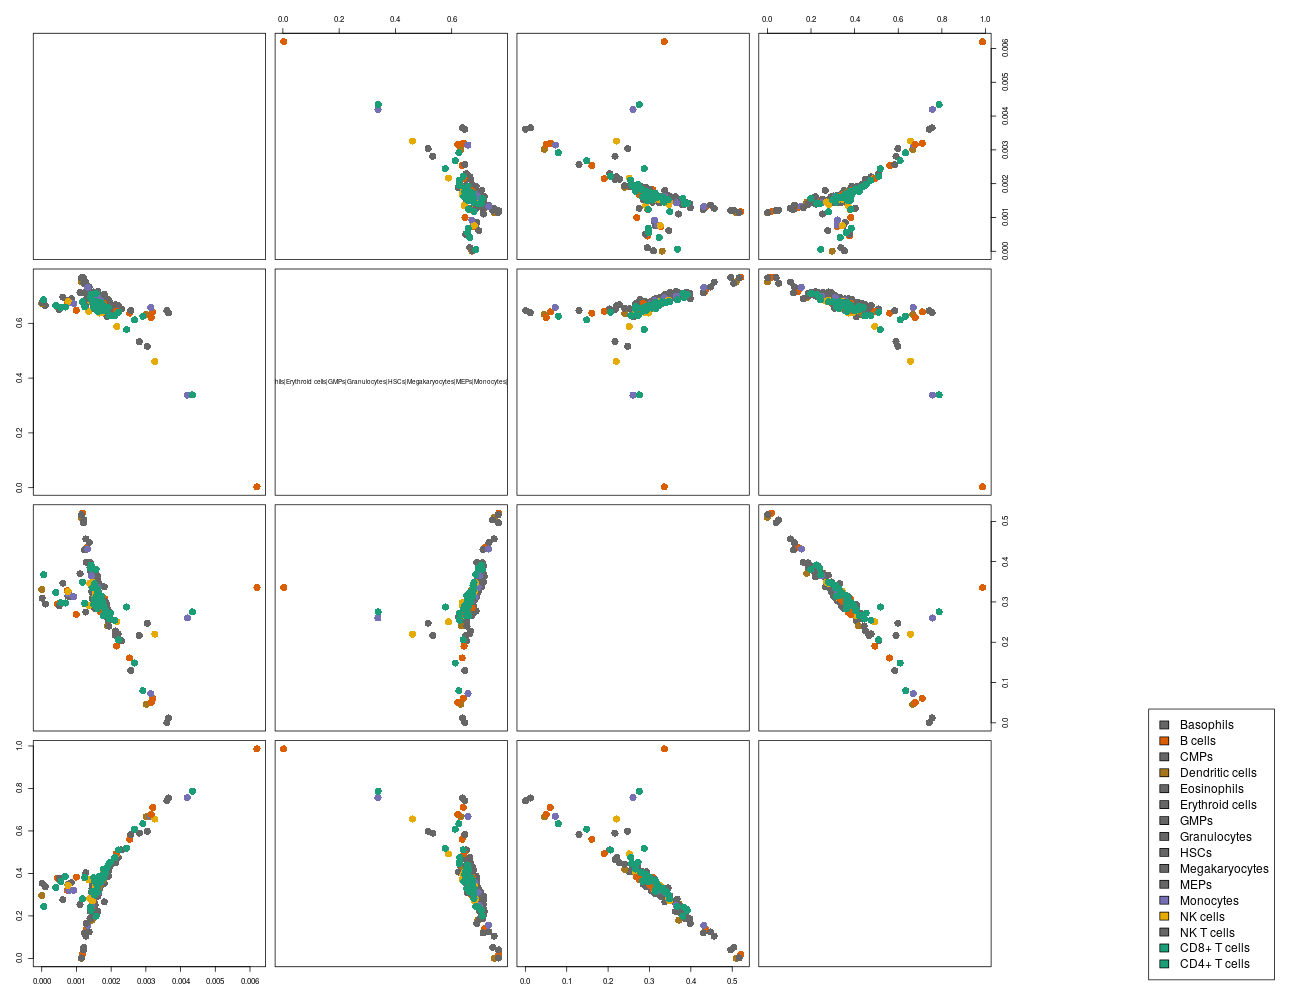 0.0 0.2 0.4 0.6
0.0 0.2 0.4 0.6 0.8 1.0
0.000 0.001 0.002 0.003 0.004 0.005 0.006
0.0 0.2 0.4 0.6
Erythroid cells|GMPs|Granulocytes|HSCs|Megakaryocytes|MEPs|Monocytes|
0.0 0.1 0.2 0.3 0.4 0.5
0.0 0.2 0.4 0.6 0.8 1.0
0.000 0.001 0.002 0.003 0.004 0.005 0.006
0.0 0.1 0.2 0.3 0.4 0.5
Basophils
B cells
CMPs
Dendritic cells
Eosinophils
Erythroid cells
GMPs
Granulocytes
HSCs
Megakaryocytes
MEPs
Monocytes
NK cells
NK T cells
CD8+ T cells
CD4+ T cells